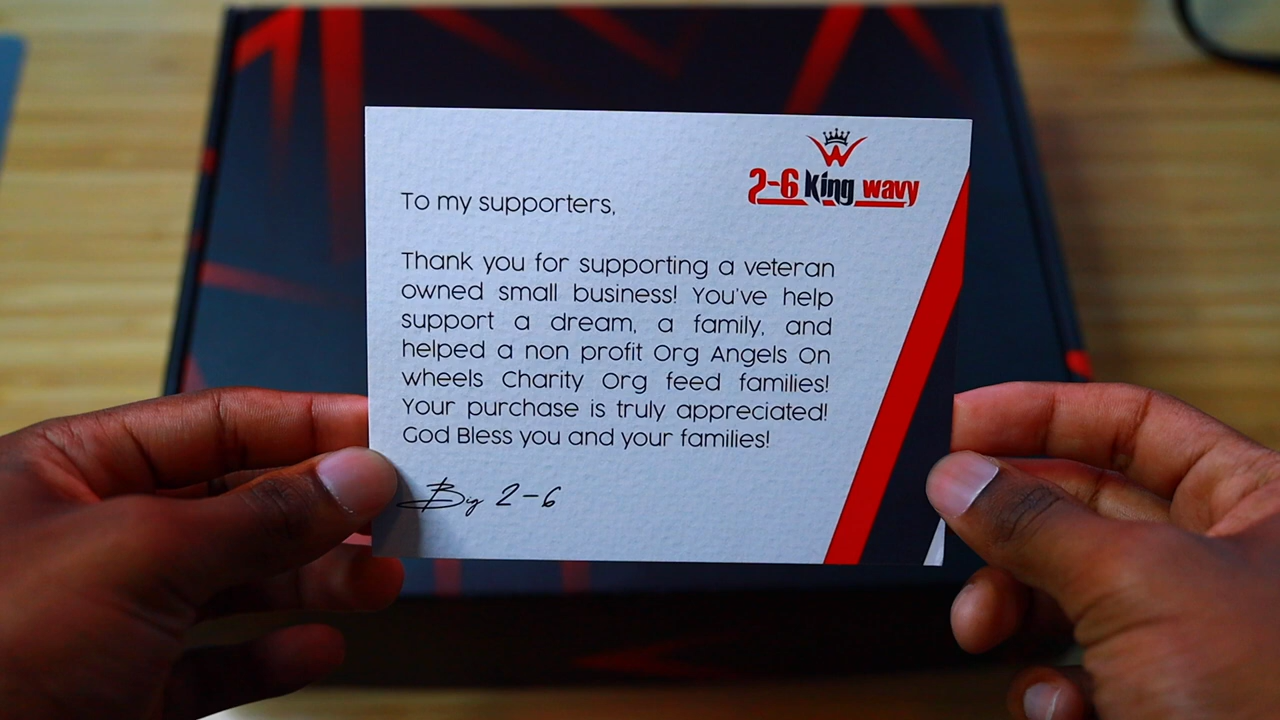 2-6 King wavy
To my supporters,
Thank you for supporting a veteran
owned small business! You've help
support a dream, a family, and
helped a non profit Org Angels On
wheels Charity Org feed families!
Your purchase is truly appreciated!
God Bless you and your families!
Big 2-6